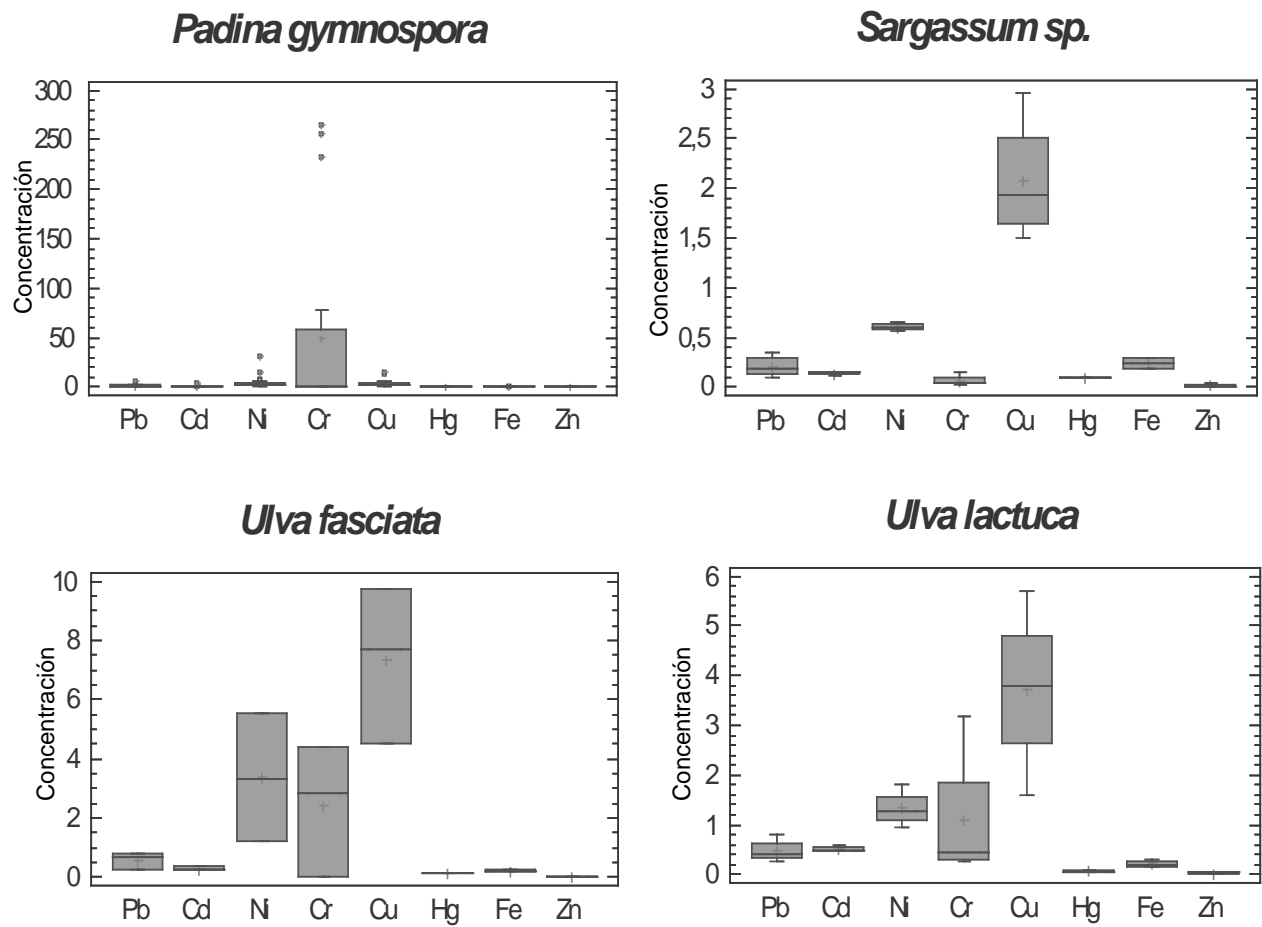 Padina gymnospora
Concentración
300
250
200
150
100
50
0
Pb Cd Ni Cr Cu Hg Fe Zn
Sargassum sp.
Concentración
3
2,5
2
1,5
1
0,5
0
Pb Cd Ni Cr Cu Hg Fe Zn
Ulva fasciata
Concentración
10
8
6
4
2
0
Pb Cd Ni Cr Cu Hg Fe Zn
Ulva lactuca
Concentración
6
5
4
3
2
1
0
Pb Cd Ni Cr Cu Hg Fe Zn